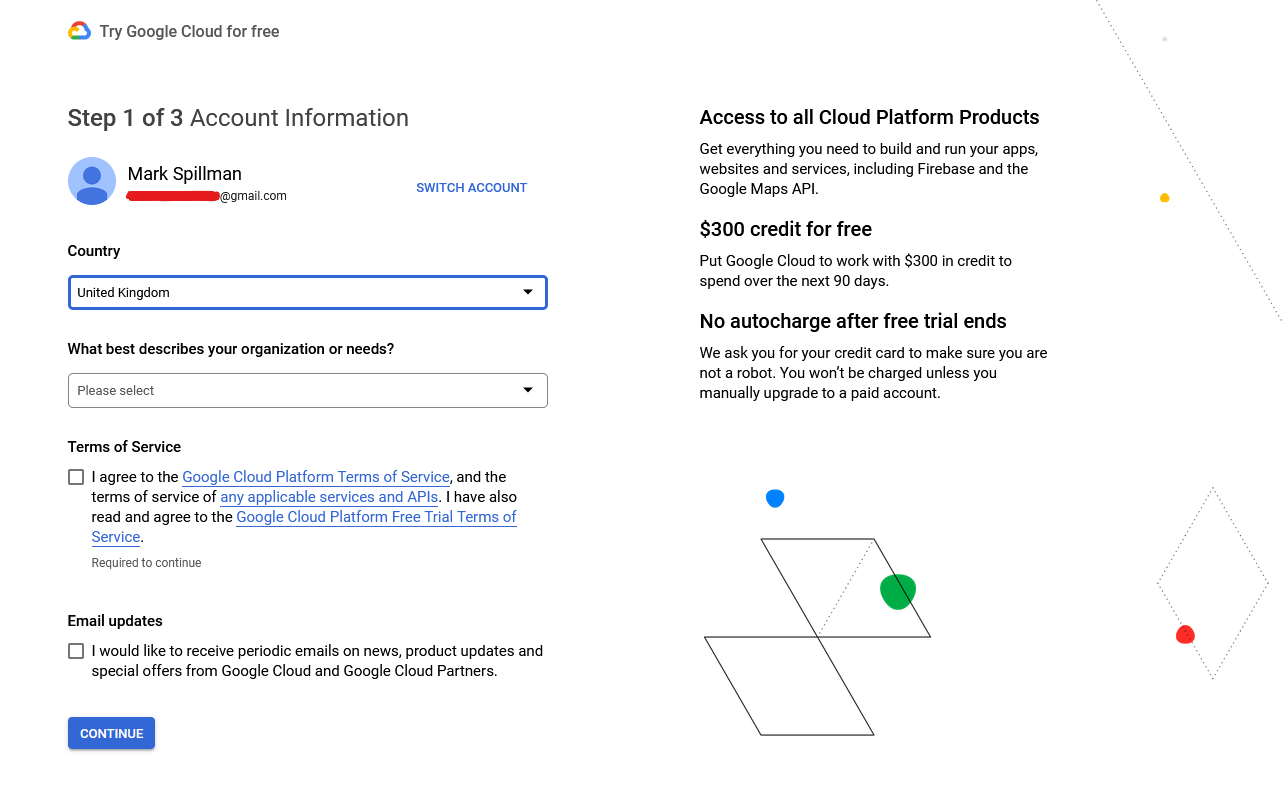 Try Google Cloud for free
Step 1 of 3 Account Information
Mark Spillman
@gmail.com
SWITCH ACCOUNT
Country
United Kingdom
What best describes your organization or needs?
Please select
Terms of Service
I agree to the Google Cloud Platform Terms of Service, and the
terms of service of any applicable services and APIs. I have also
read and agree to the Google Cloud Platform Free Trial Terms of
Service.
Required to continue
Email updates
I would like to receive periodic emails on news, product updates and
special offers from Google Cloud and Google Cloud Partners.
CONTINUE
Access to all Cloud Platform Products
Get everything you need to build and run your apps,
websites and services, including Firebase and the
Google Maps API.
$300 credit for free
Put Google Cloud to work with $300 in credit to
spend over the next 90 days.
No autocharge after free trial ends
We ask you for your credit card to make sure you are
not a robot. You won’t be charged unless you
manually upgrade to a paid account.